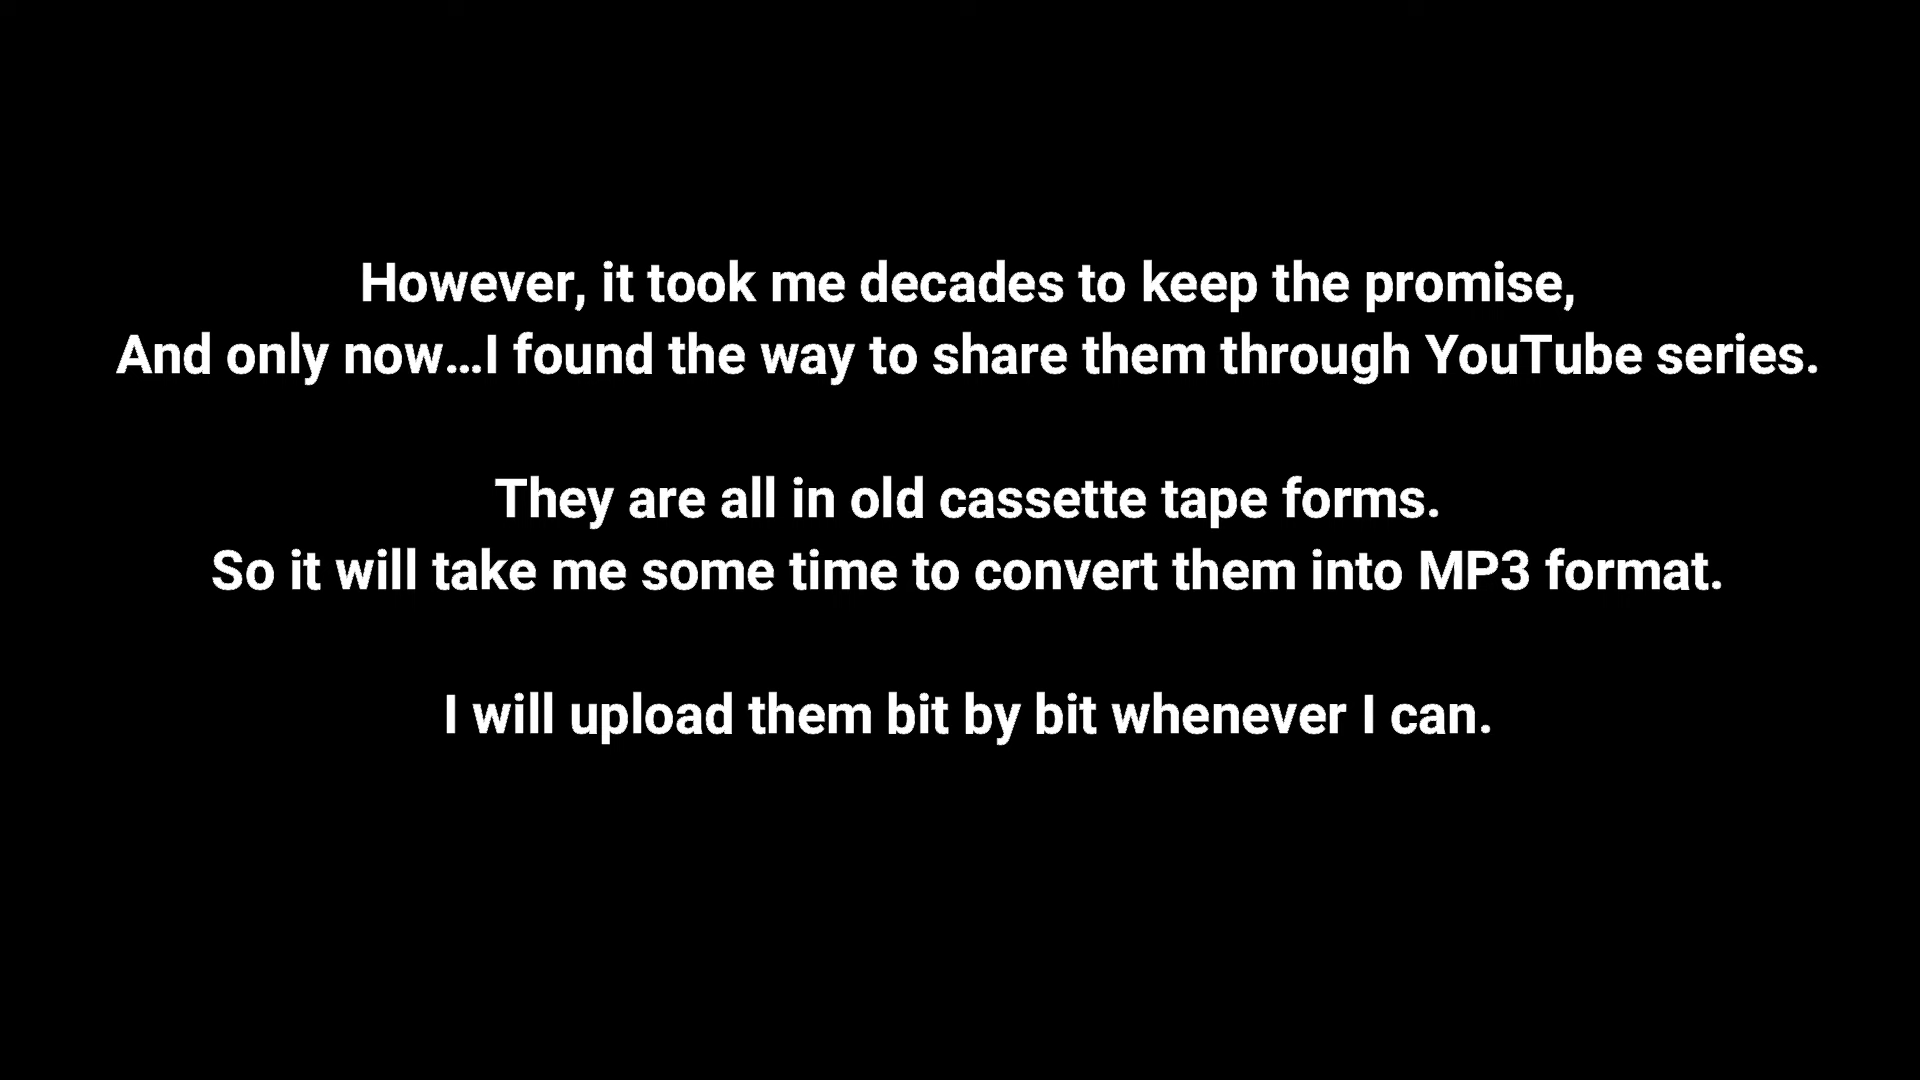 However, it took me decades to keep the promise,
And only now...I found the way to share them through YouTube series.
They are all in old cassette tape forms.
So it will take me some time to convert them into MP3 format.
I will upload them bit by bit whenever I can.